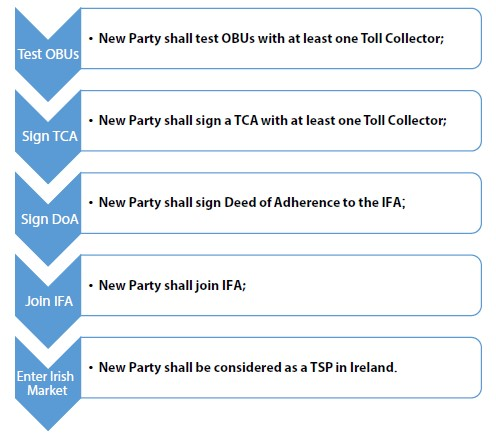 Test OBUs
• New Party shall test OBUs with at least one Toll Collector;
Sign TCA
• New Party shall sign a TCA with at least one Toll Collector;
Sign DoA
• New Party shall sign Deed of Adherence to the IFA;
Join IFA
• New Party shall join IFA;
Enter Irish
Market
• New Party shall be considered as a TSP in Ireland.